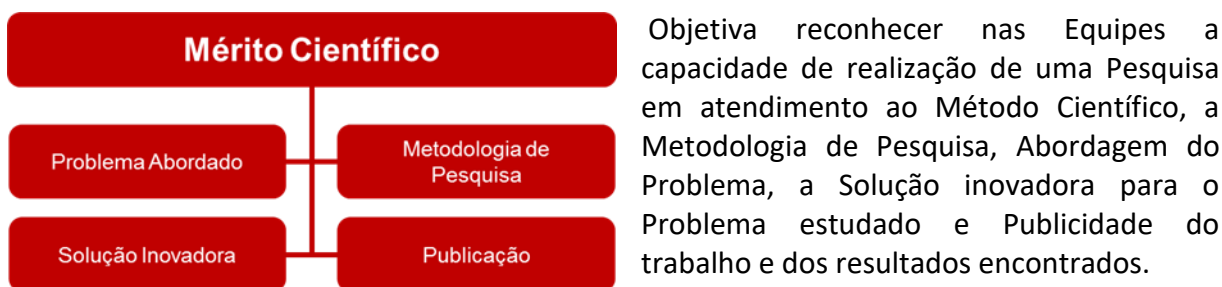 Mérito Científico
Problema Abordado
Metodologia de
Pesquisa
Solução Inovadora
Publicação
Objetiva reconhecer nas Equipes a
capacidade de realização de uma Pesquisa
em atendimento ao Método Científico, a
Metodologia de Pesquisa, Abordagem do
Problema, a Solução inovadora para o
Problema estudado e Publicidade do
trabalho e dos resultados encontrados.